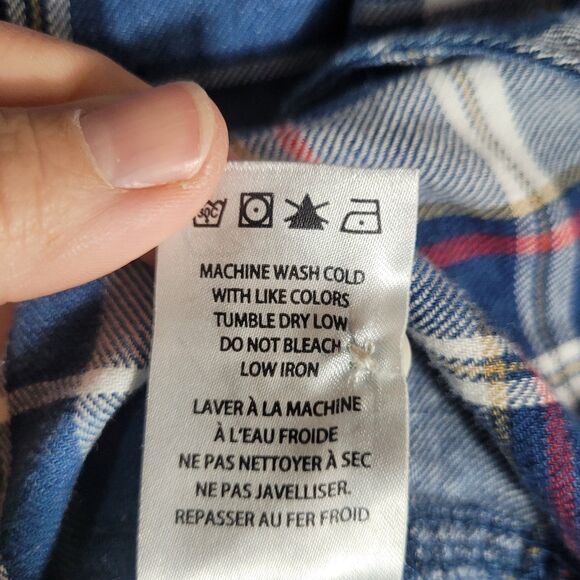 30C
MACHINE WASH COLD
WITH LIKE COLORS
TUMBLE DRY LOW
DO NOT BLEACH
LOW IRON
LAVER À LA MACHINE
À L'EAU FROIDE
NE PAS NETTOYER À SEC
NE PAS JAVELLISER.
REPASSER AU FER FROID